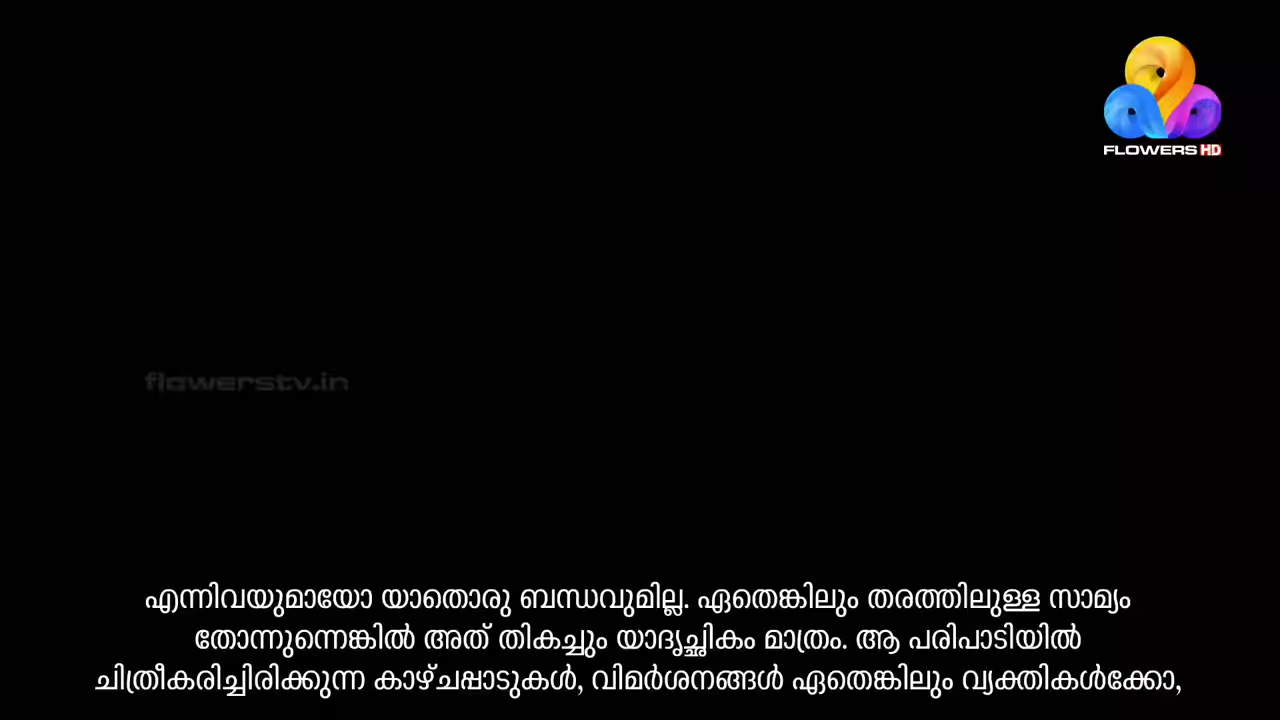 FLOWERS HD
flowerstv.in
എന്നിവയുമായോ യാതൊരു ബന്ധവുമില്ല. ഏതെങ്കിലും തരത്തിലുള്ള സാമ്യം
തോന്നുന്നെങ്കിൽ അത് തികച്ചും യാദൃച്ഛികം മാത്രം. ആ പരിപാടിയിൽ
ചിത്രീകരിച്ചിരിക്കുന്ന കാഴ്ചപ്പാടുകൾ, വിമർശനങ്ങൾ ഏതെങ്കിലും വ്യക്തികൾക്കോ,